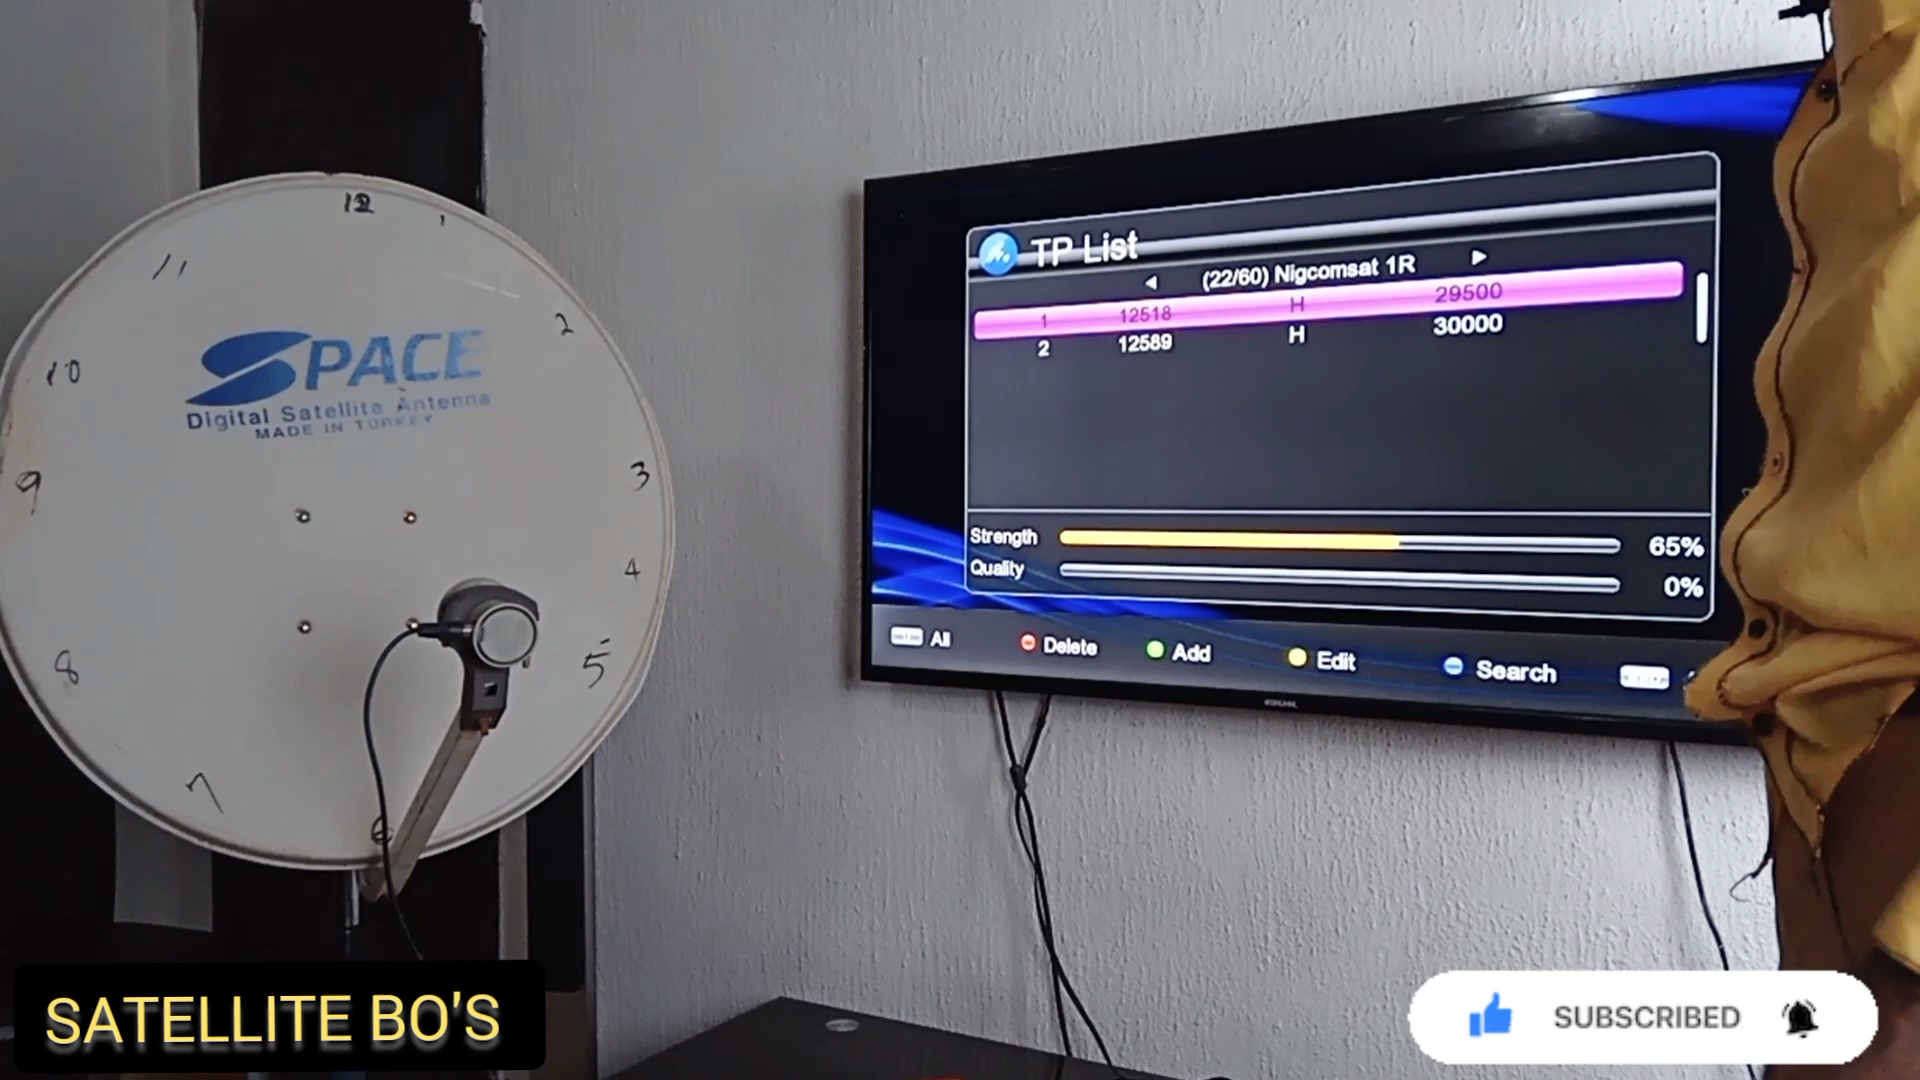 12
1
11
2
10
SPACE
Digital Satellite Antenna
MADE IN TURKEY
3
9
4
5
8
7
6
TP List
(22/60) Nigcomsat 1R
1 12518 H 29500
2 12589 H 30000
Strength 65%
Quality 0%
All Delete Add Edit Search
SATELLITE BO'S
SUBSCRIBED